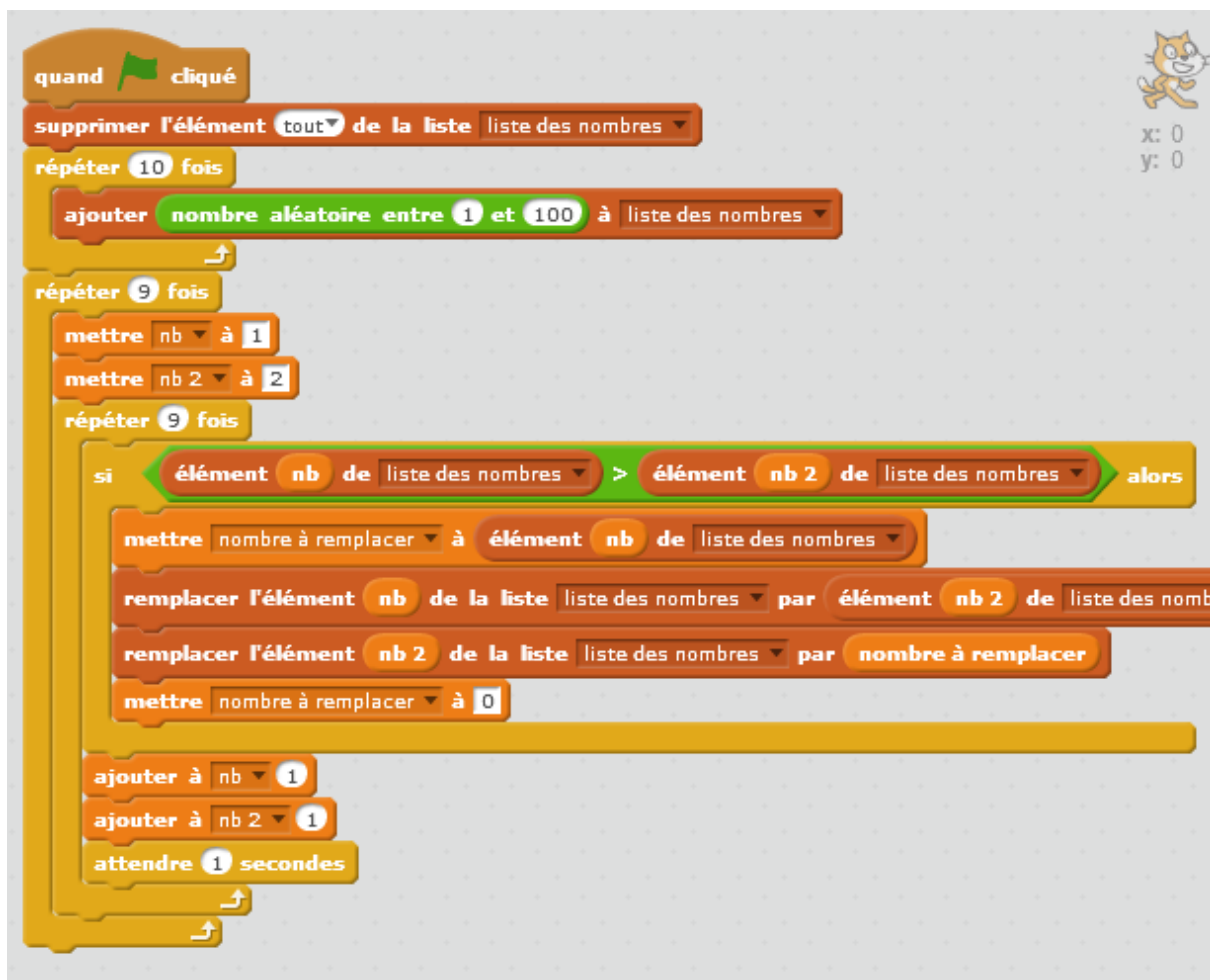 quand cliqué
supprimer l'élément tout de la liste liste des nombres
répéter 10 fois
ajouter nombre aléatoire entre 1 et 100 à liste des nombres
répéter 9 fois
mettre nb à 1
mettre nb 2 à 2
répéter 9 fois
si élément nb de liste des nombres > élément nb 2 de liste des nombres alors
mettre nombre à remplacer à élément nb de liste des nombres
remplacer l'élément nb de la liste liste des nombres par élément nb 2 de liste des nomb
remplacer l'élément nb 2 de la liste liste des nombres par nombre à remplacer
mettre nombre à remplacer à 0
ajouter à nb 1
ajouter à nb 2 1
attendre 1 secondes
x: 0
y: 0